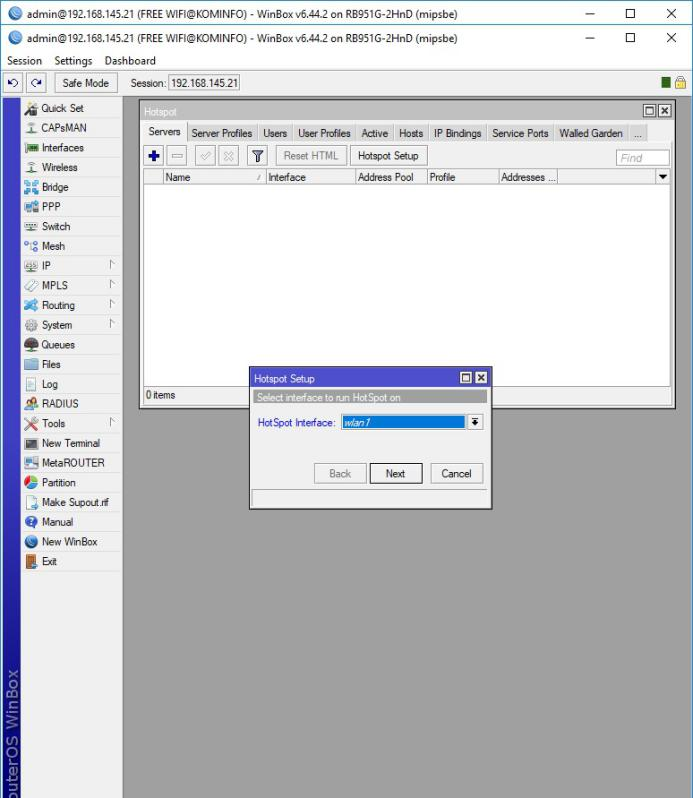 admin@192.168.145.21 (FREE WIFI@KOMINFO) - WinBox v6.44.2 on RB951G-2HnD (mipsbe)
admin@192.168.145.21 (FREE WIFI@KOMINFO) - WinBox v6.44.2 on RB951G-2HnD (mipsbe)
Session Settings Dashboard
Safe Mode Session: 192.168.145.21
Quick Set
CAPsMAN
Interfaces
Wireless
Bridge
PPP
Switch
Mesh
IP
MPLS
Routing
System
Queues
Files
Log
RADIUS
Tools
New Terminal
MetaROUTER
Partition
Make Supout.rif
Manual
New WinBox
Exit
outerOS WinBox
Hotspot
Servers Server Profiles Users User Profiles Active Hosts IP Bindings Service Ports Walled Garden ...
Reset HTML Hotspot Setup Find
Name / Interface Address Pool Profile Addresses ...
0 items
Hotspot Setup
Select interface to run HotSpot on
HotSpot Interface: wlan1
Back Next Cancel